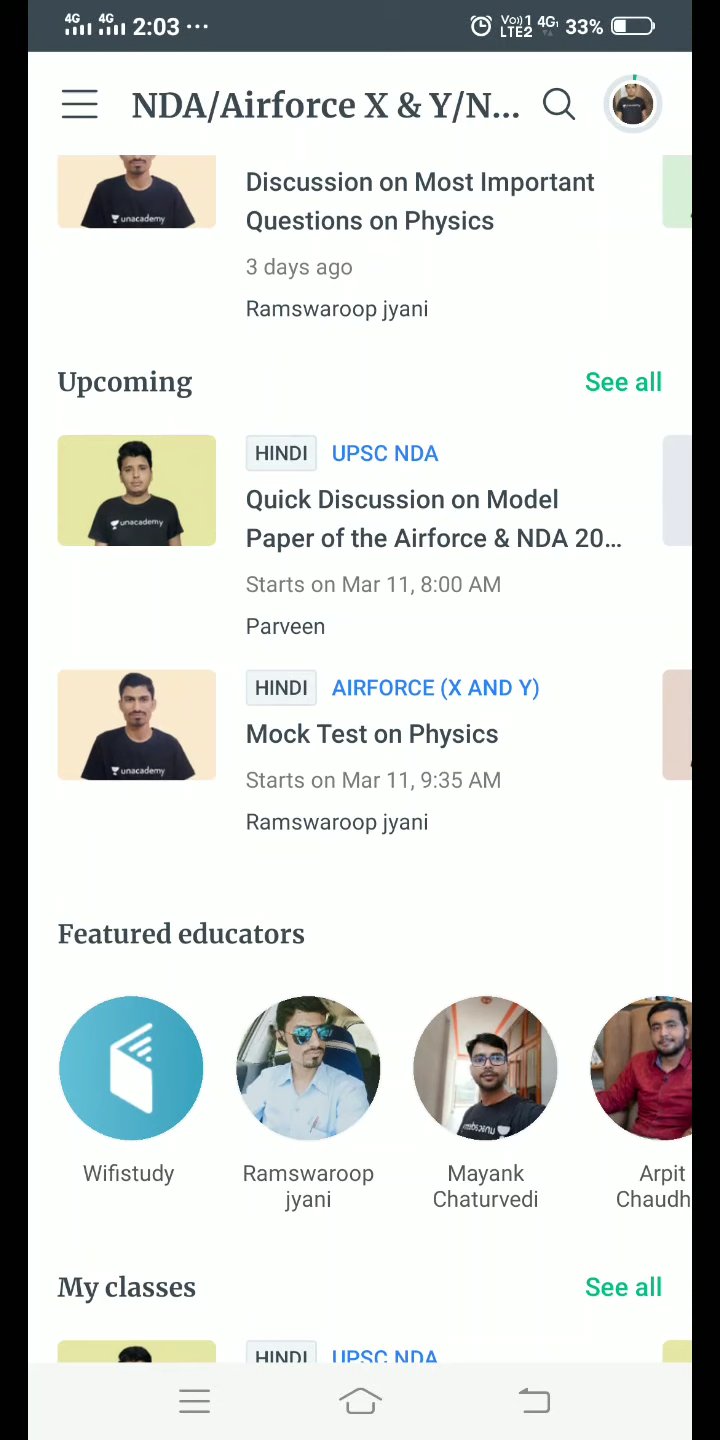 4G 4G 2:03 ... Vo))1 LTE2 4G 33%
NDA/Airforce X & Y/N...
Discussion on Most Important
Questions on Physics
unacademy
3 days ago
Ramswaroop jyani
Upcoming See all
HINDI UPSC NDA
Quick Discussion on Model
unacademy
Paper of the Airforce & NDA 20...
Starts on Mar 11, 8:00 AM
Parveen
HINDI AIRFORCE (X AND Y)
Mock Test on Physics
unacademy
Starts on Mar 11, 9:35 AM
Ramswaroop jyani
Featured educators
Wifistudy
Ramswaroop
jyani
Mayank
Chaturvedi
Arpit
Chaudh
My classes See all
HINDI UPSC NDA